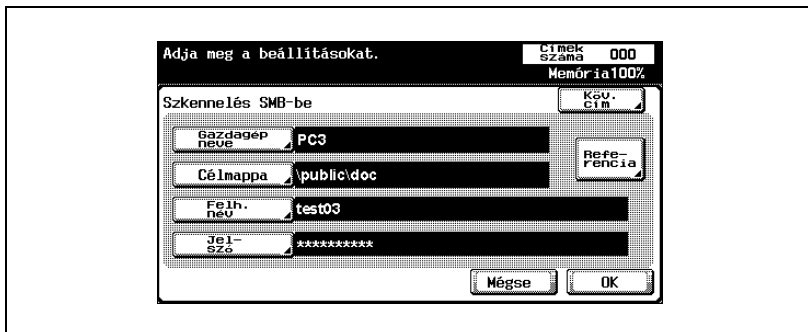 Adja meg a beállításokat.
Címek száma 000
Memória100%
Szkennelés SMB-be
Köv. cím
Gazdagép neve
PC3
Refe-rencia
Célmappa
\public\doc
Felh. név
test03
Jel-szó
**********
Mégse
OK